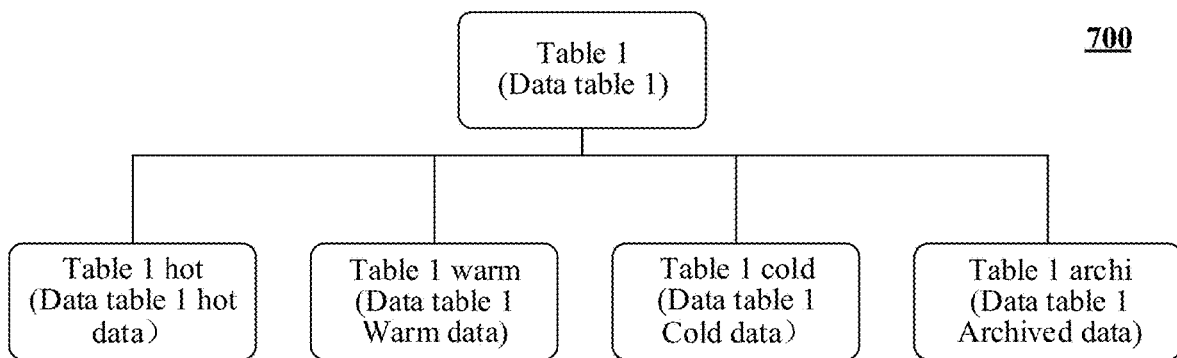 700
Table 1
(Data table 1)
Table 1 hot
(Data table 1 hot
data)
Table 1 warm
(Data table 1
Warm data)
Table 1 cold
(Data table 1
Cold data)
Table 1 archi
(Data table 1
Archived data)